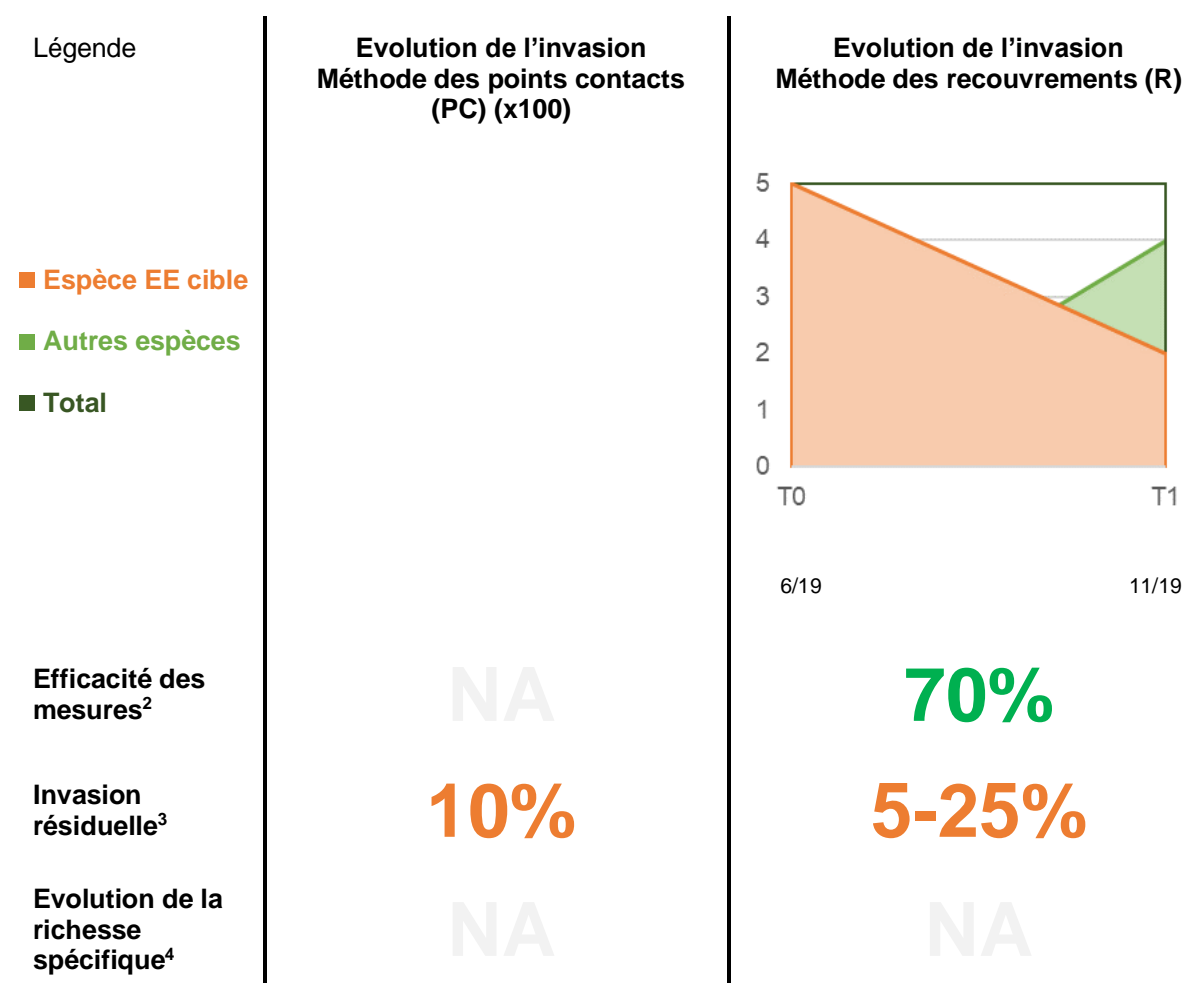 Légende
Evolution de l’invasion
Méthode des points contacts
(PC) (x100)
Evolution de l’invasion
Méthode des recouvrements (R)
Espèce EE cible
Autres espèces
Total
5
4
3
2
1
0
T0 T1
6/19 11/19
Efficacité des
mesures²
NA
70%
Invasion
résiduelle³
10%
5-25%
Evolution de la
richesse
spécifique⁴
NA
NA